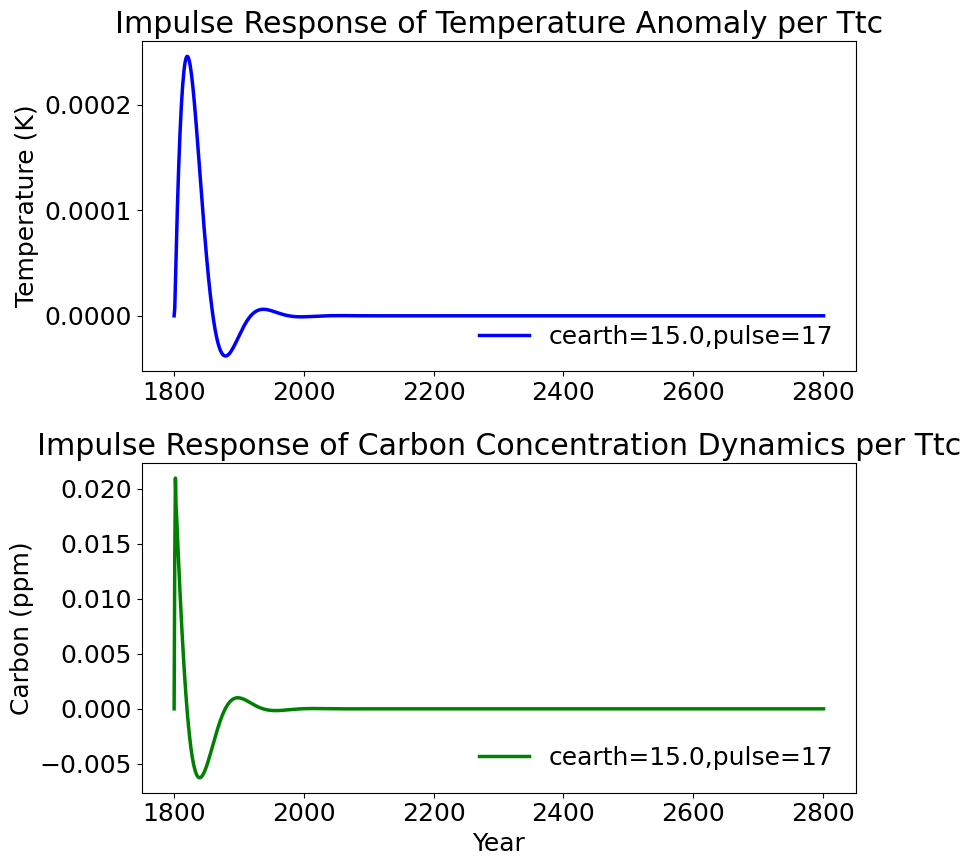 Impulse Response of Temperature Anomaly per Ttc
Temperature (K)
0.0002
0.0001
0.0000
cearth=15.0,pulse=17
1800 2000 2200 2400 2600 2800
Impulse Response of Carbon Concentration Dynamics per Ttc
Carbon (ppm)
0.020
0.015
0.010
0.005
0.000
−0.005
cearth=15.0,pulse=17
1800 2000 2200 2400 2600 2800
Year